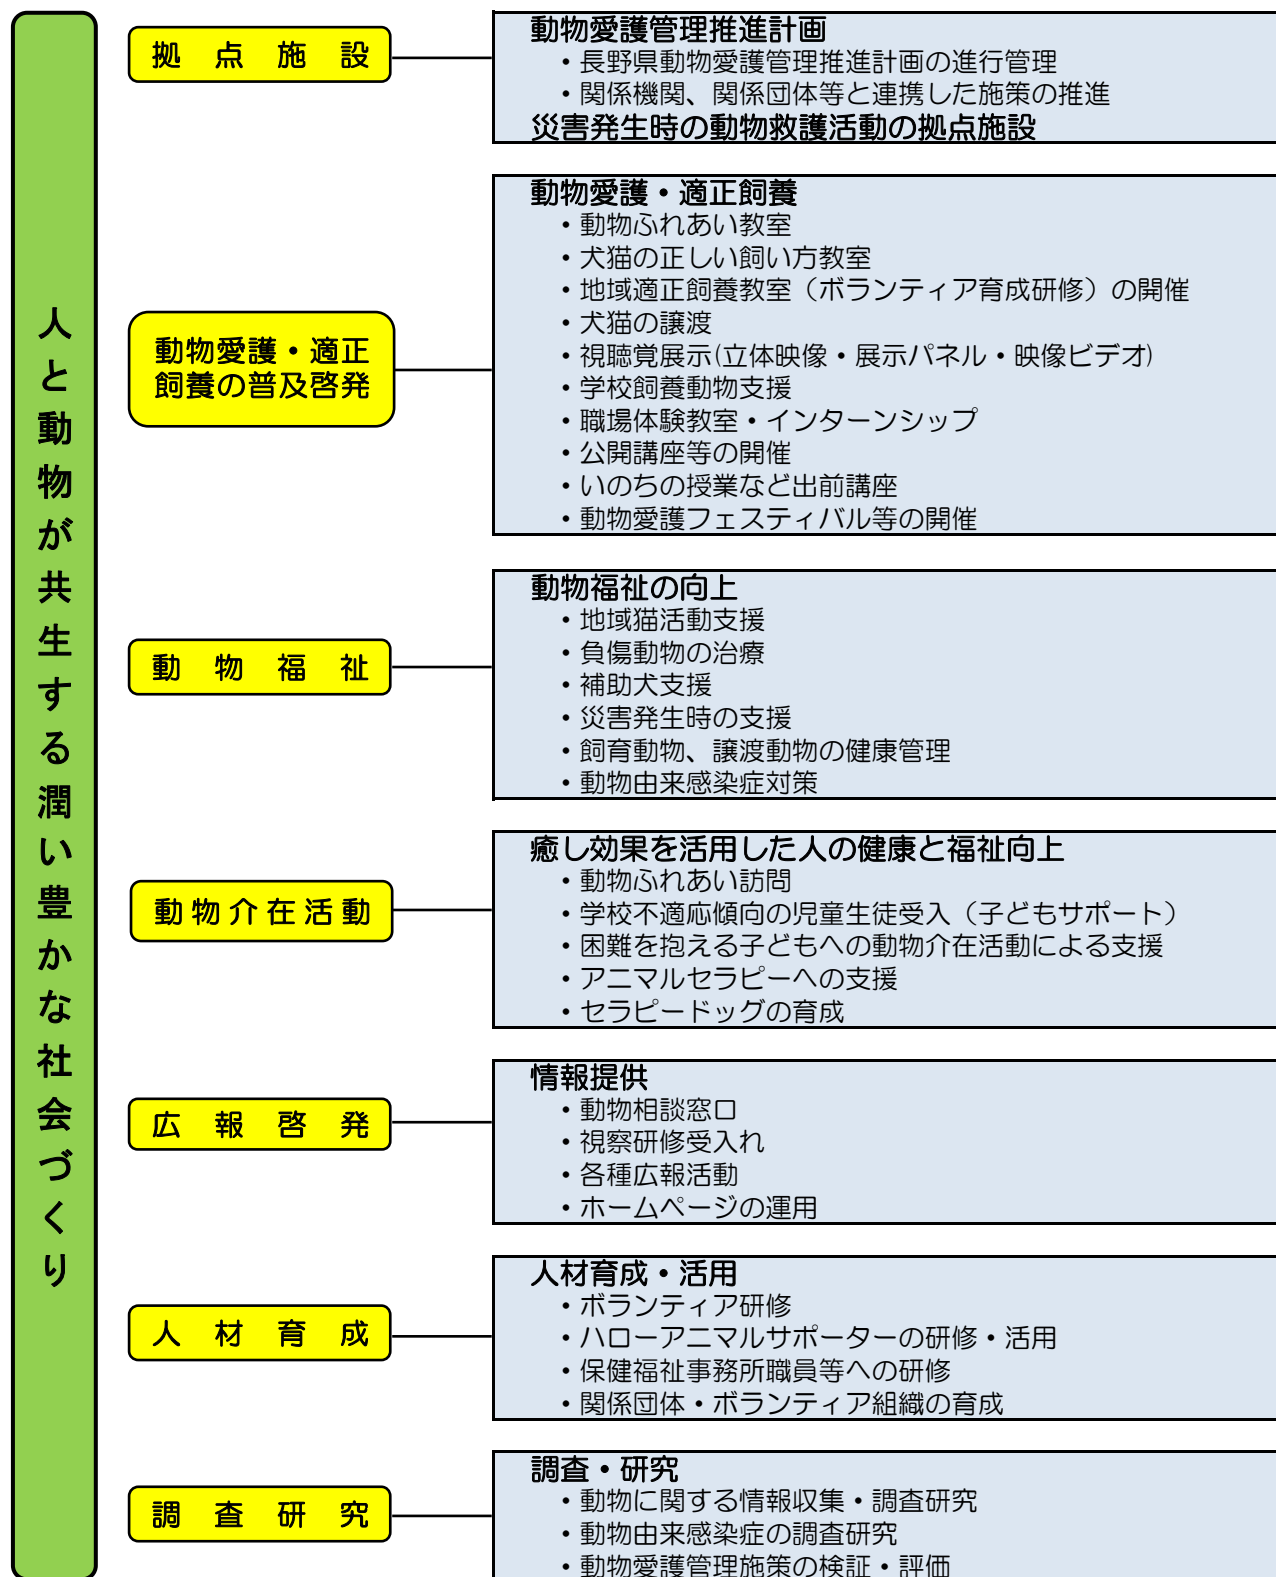 人と動物が共生する潤い豊かな社会づくり
拠点施設
動物愛護管理推進計画
・長野県動物愛護管理推進計画の進行管理
・関係機関、関係団体等と連携した施策の推進
災害発生時の動物救護活動の拠点施設
動物愛護・適正
飼養の普及啓発
動物愛護・適正飼養
・動物ふれあい教室
・犬猫の正しい飼い方教室
・地域適正飼養教室（ボランティア育成研修）の開催
・犬猫の譲渡
・視聴覚展示(立体映像・展示パネル・映像ビデオ)
・学校飼養動物支援
・職場体験教室・インターンシップ
・公開講座等の開催
・いのちの授業など出前講座
・動物愛護フェスティバル等の開催
動物福祉
動物福祉の向上
・地域猫活動支援
・負傷動物の治療
・補助犬支援
・災害発生時の支援
・飼育動物、譲渡動物の健康管理
・動物由来感染症対策
動物介在活動
癒し効果を活用した人の健康と福祉向上
・動物ふれあい訪問
・学校不適応傾向の児童生徒受入（子どもサポート）
・困難を抱える子どもへの動物介在活動による支援
・アニマルセラピーへの支援
・セラピードッグの育成
広報啓発
情報提供
・動物相談窓口
・視察研修受入れ
・各種広報活動
・ホームページの運用
人材育成
人材育成・活用
・ボランティア研修
・ハローアニマルサポーターの研修・活用
・保健福祉事務所職員等への研修
・関係団体・ボランティア組織の育成
調査研究
調査・研究
・動物に関する情報収集・調査研究
・動物由来感染症の調査研究
・動物愛護管理施策の検証・評価